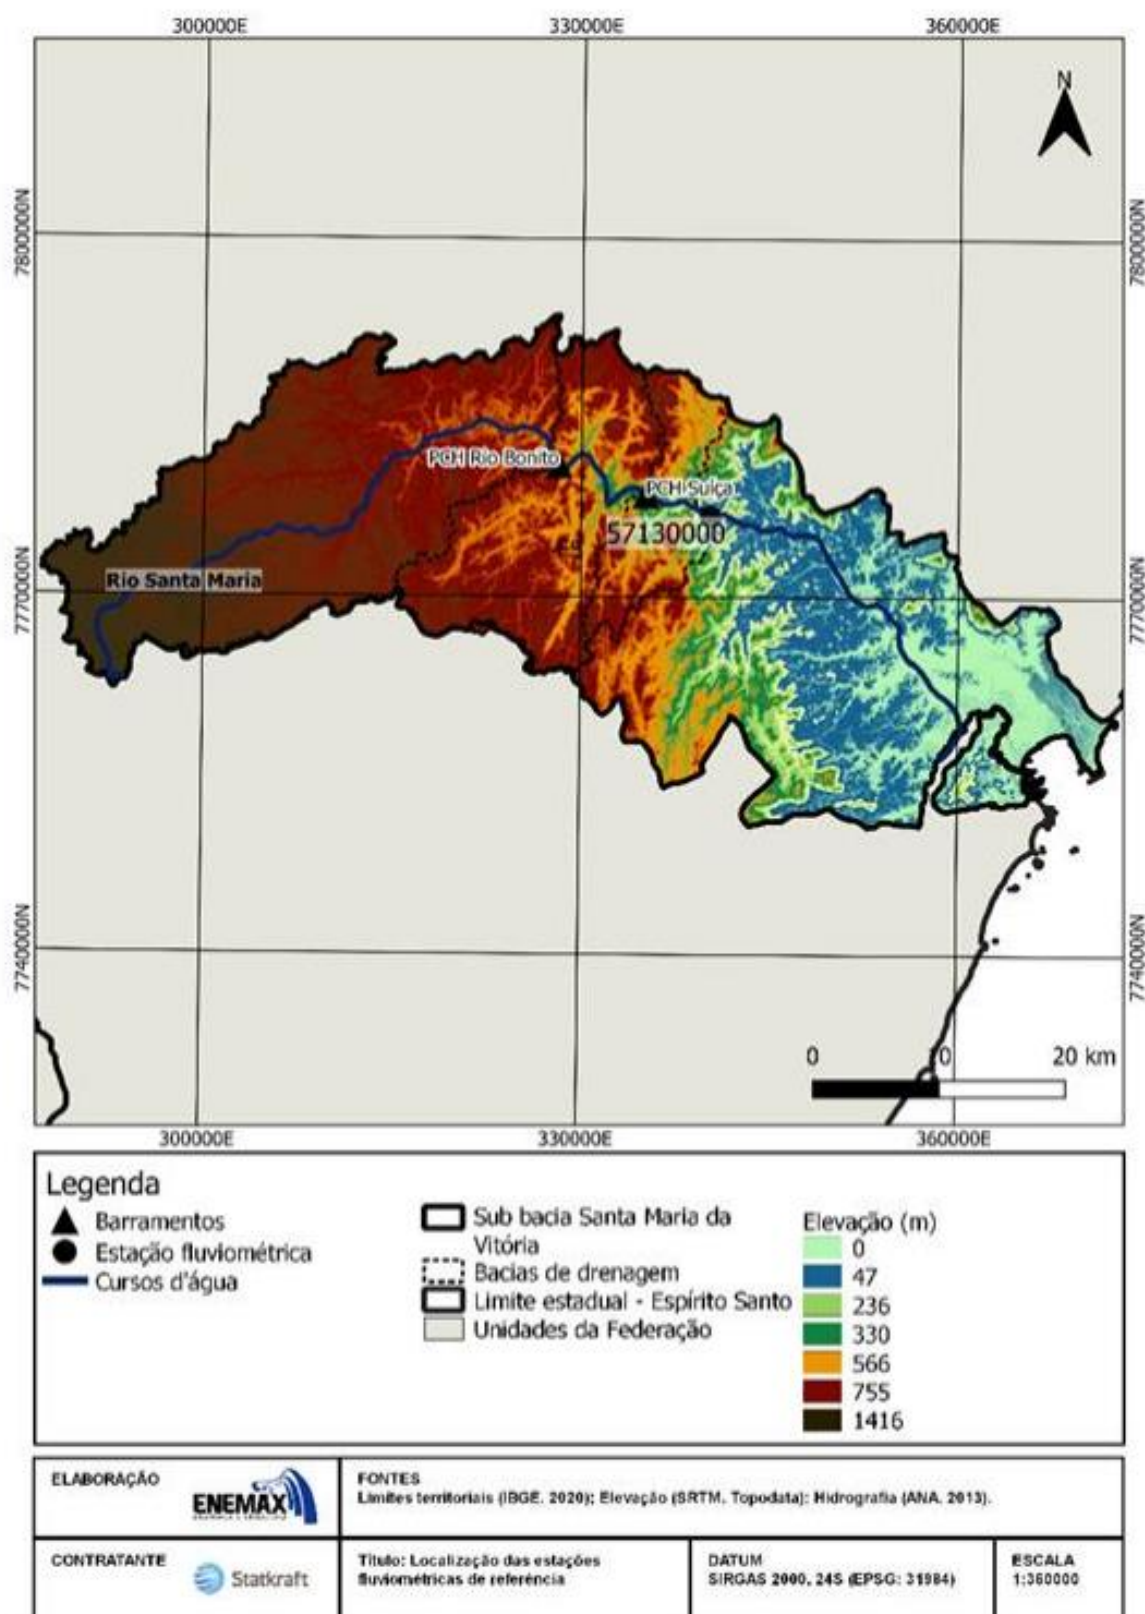 300000E 330000E 360000E
N
7800000N 7800000N
PCH Rio Bonito
PCH Suíça
57130000
Rio Santa Maria
7770000N 7770000N
7740000N 7740000N
0 0 20 km
300000E 330000E 360000E
Legenda
Barramentos
Estação fluviométrica
Cursos d'água
Sub bacia Santa Maria da
Vitória
Bacias de drenagem
Limite estadual - Espírito Santo
Unidades da Federação
Elevação (m)
0
47
236
330
566
755
1416
ELABORAÇÃO
ENEMAX
FONTES
Limites territoriais (IBGE, 2020); Elevação (SRTM, Topodata); Hidrografia (ANA, 2013).
CONTRATANTE
Statkraft
Título: Localização das estações
fluviométricas de referência
DATUM
SIRGAS 2000, 24S (EPSG: 31984)
ESCALA
1:360000